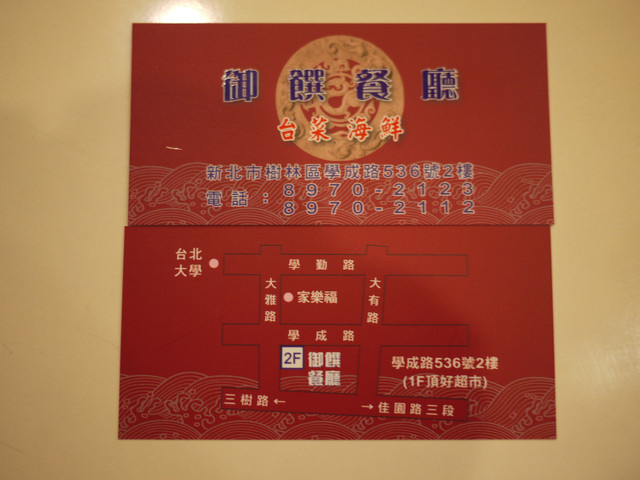 御饌餐廳
台菜海鮮
新北市樹林區學成路536號2樓
電話：8970-2123
8970-2112
台北
大學
學勤路
大雅路
家樂福
大有路
學成路
2F
御饌
餐廳
學成路536號2樓
(1F頂好超市)
三樹路←
→佳園路三段